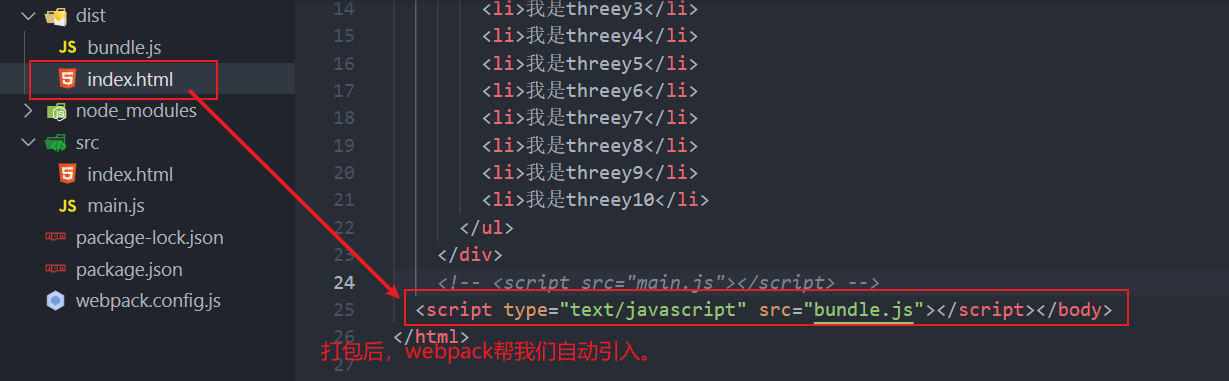 dist
JS bundle.js
index.html
node_modules
src
index.html
JS main.js
package-lock.json
package.json
webpack.config.js
14 <li>我是threey3</li>
15 <li>我是threey4</li>
16 <li>我是threey5</li>
17 <li>我是threey6</li>
18 <li>我是threey7</li>
19 <li>我是threey8</li>
20 <li>我是threey9</li>
21 <li>我是threey10</li>
22 </ul>
23 </div>
24 <!-- <script src="main.js"></script> -->
25 <script type="text/javascript" src="bundle.js"></script></body>
26 </html>
打包后，webpack帮我们自动引入。
27